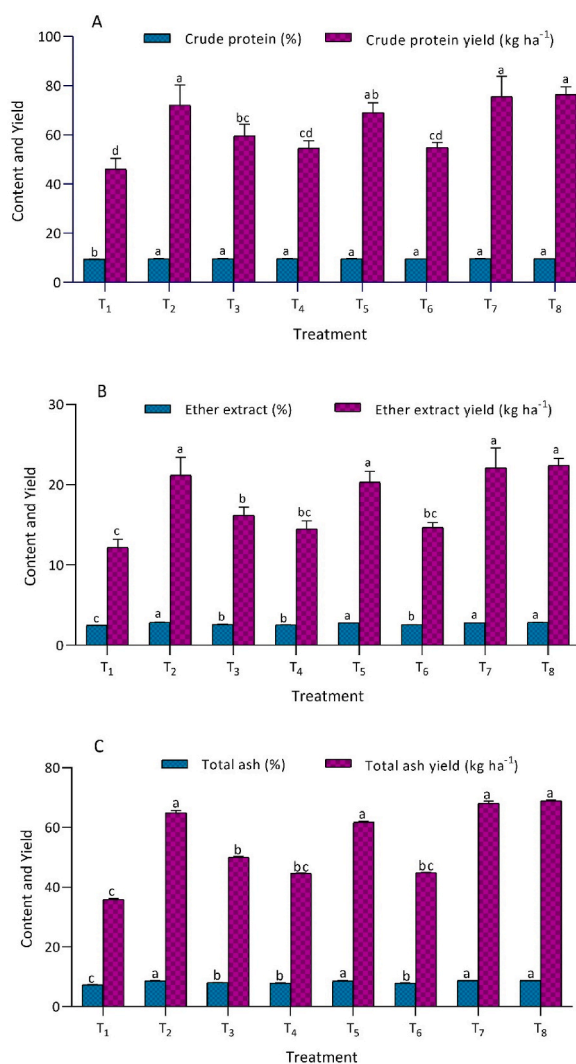 A
Crude protein (%) Crude protein yield (kg ha⁻¹)
100
80
60
40
20
0
Content and Yield
d a bc cd ab cd a a
b a a a a a a a
T₁ T₂ T₃ T₄ T₅ T₆ T₇ T₈
Treatment
B
Ether extract (%) Ether extract yield (kg ha⁻¹)
30
20
10
0
Content and Yield
c a b bc a bc a a
c a b b a b a a
T₁ T₂ T₃ T₄ T₅ T₆ T₇ T₈
Treatment
C
Total ash (%) Total ash yield (kg ha⁻¹)
80
60
40
20
0
Content and Yield
c a b bc a bc a a
c a b b a b a a
T₁ T₂ T₃ T₄ T₅ T₆ T₇ T₈
Treatment